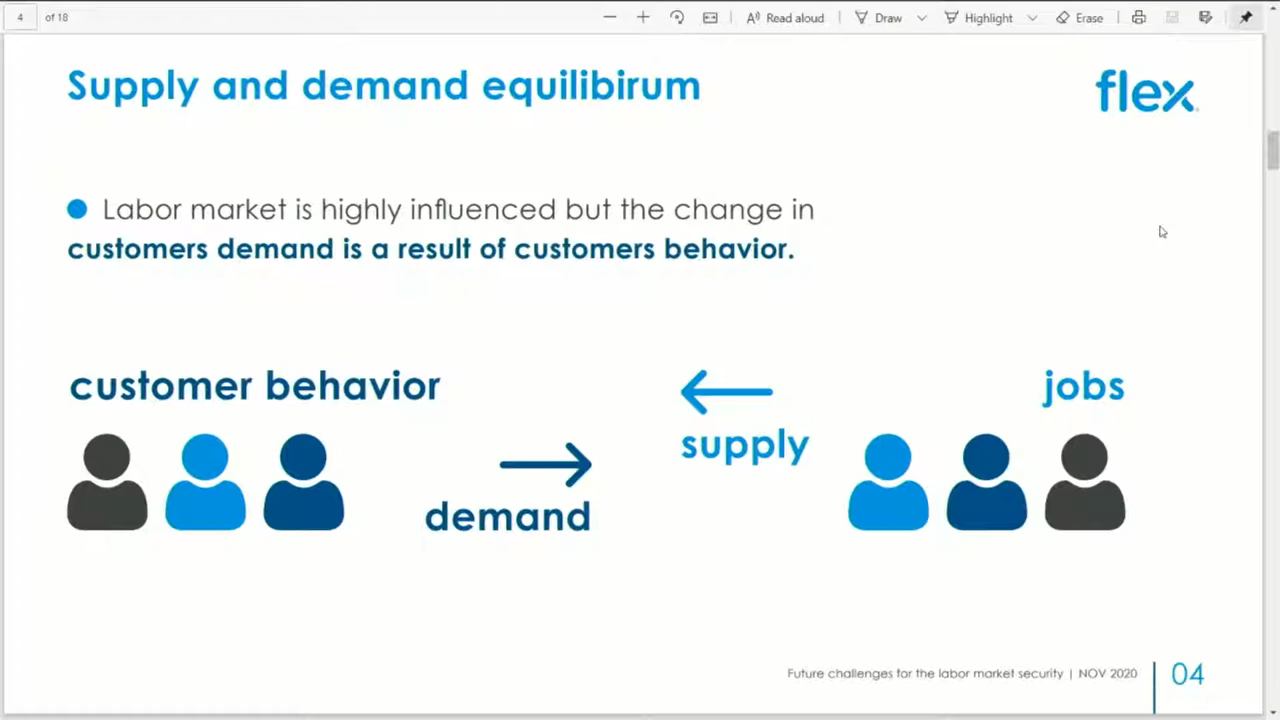 4 of 18
Read aloud
Draw
Highlight
Erase
Supply and demand equilibirum
flex
Labor market is highly influenced but the change in
customers demand is a result of customers behavior.
customer behavior
jobs
supply
demand
Future challenges for the labor market security | NOV 2020
04